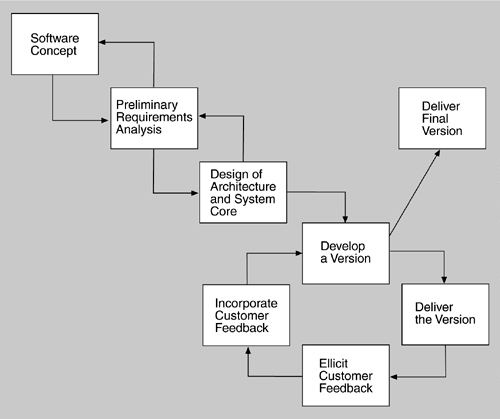 Software
Concept
Preliminary
Requirements
Analysis
Deliver
Final
Version
Design of
Architecture
and System
Core
Develop
a Version
Incorporate
Customer
Feedback
Deliver
the Version
Ellicit
Customer
Feedback